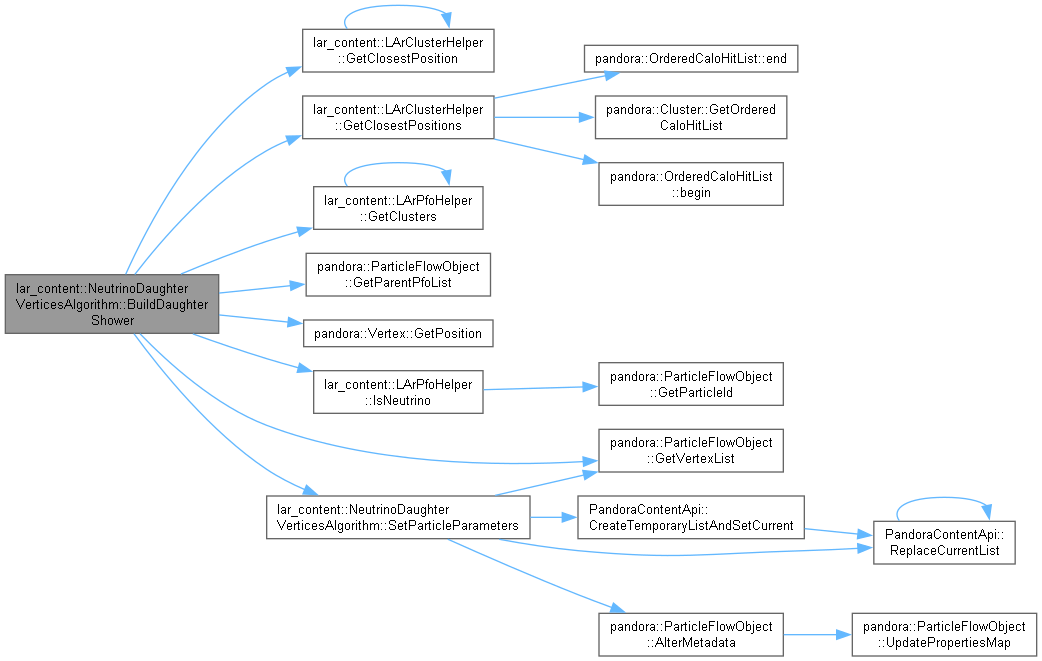 lar_content::NeutrinoDaughter
VerticesAlgorithm::BuildDaughter
Shower
lar_content::LArClusterHelper
::GetClosestPosition
lar_content::LArClusterHelper
::GetClosestPositions
pandora::OrderedCaloHitList::end
pandora::Cluster::GetOrdered
CaloHitList
pandora::OrderedCaloHitList
::begin
lar_content::LArPfoHelper
::GetClusters
pandora::ParticleFlowObject
::GetParentPfoList
pandora::Vertex::GetPosition
lar_content::LArPfoHelper
::IsNeutrino
pandora::ParticleFlowObject
::GetParticleId
pandora::ParticleFlowObject
::GetVertexList
lar_content::NeutrinoDaughter
VerticesAlgorithm::SetParticleParameters
PandoraContentApi::
CreateTemporaryListAndSetCurrent
PandoraContentApi::
ReplaceCurrentList
pandora::ParticleFlowObject
::AlterMetadata
pandora::ParticleFlowObject
::UpdatePropertiesMap